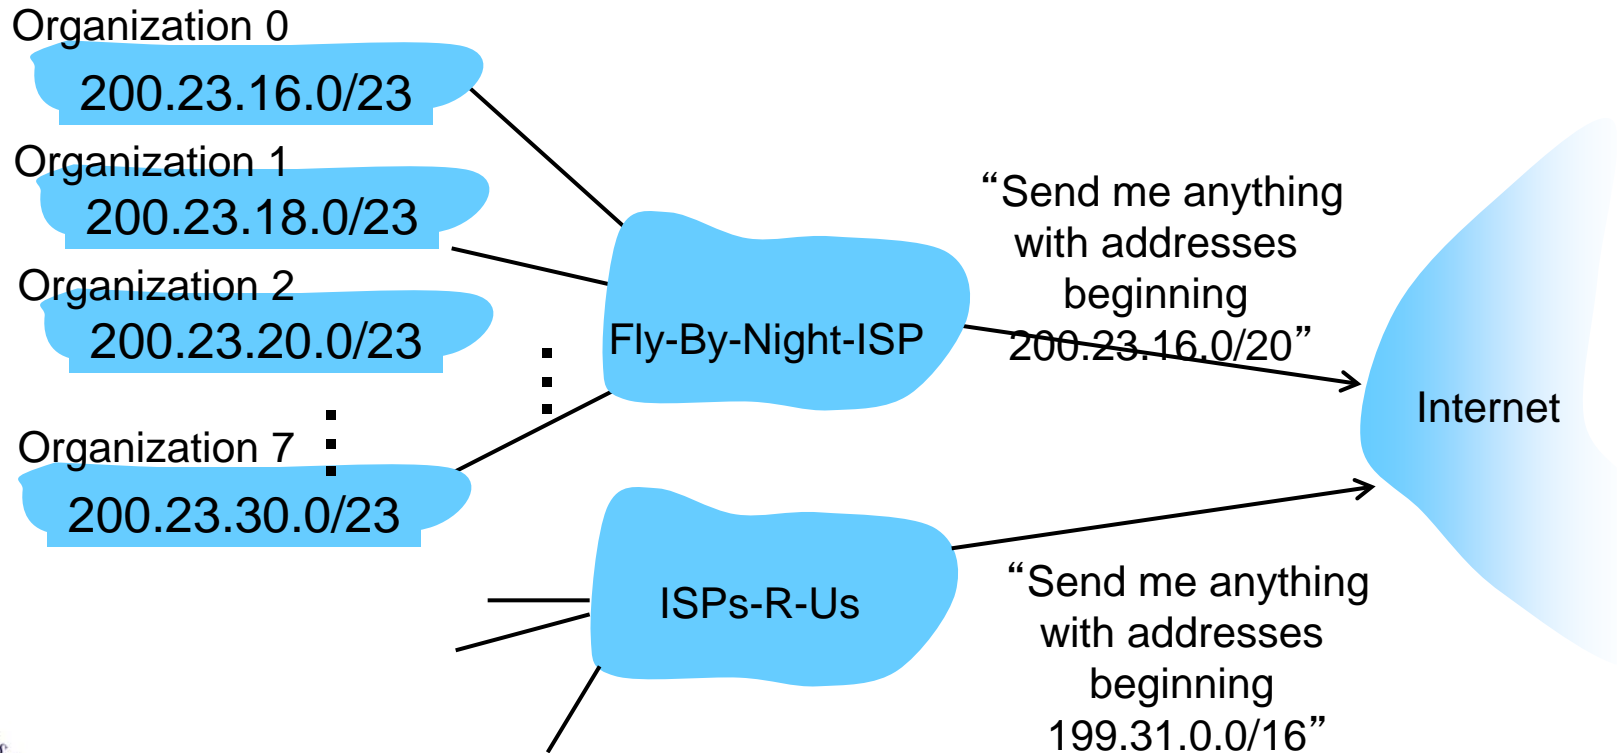 Organization 0
200.23.16.0/23
Organization 1
200.23.18.0/23
Organization 2
200.23.20.0/23
Organization 7
200.23.30.0/23
Fly-By-Night-ISP
“Send me anything
with addresses
beginning
200.23.16.0/20”
Internet
ISPs-R-Us
“Send me anything
with addresses
beginning
199.31.0.0/16”